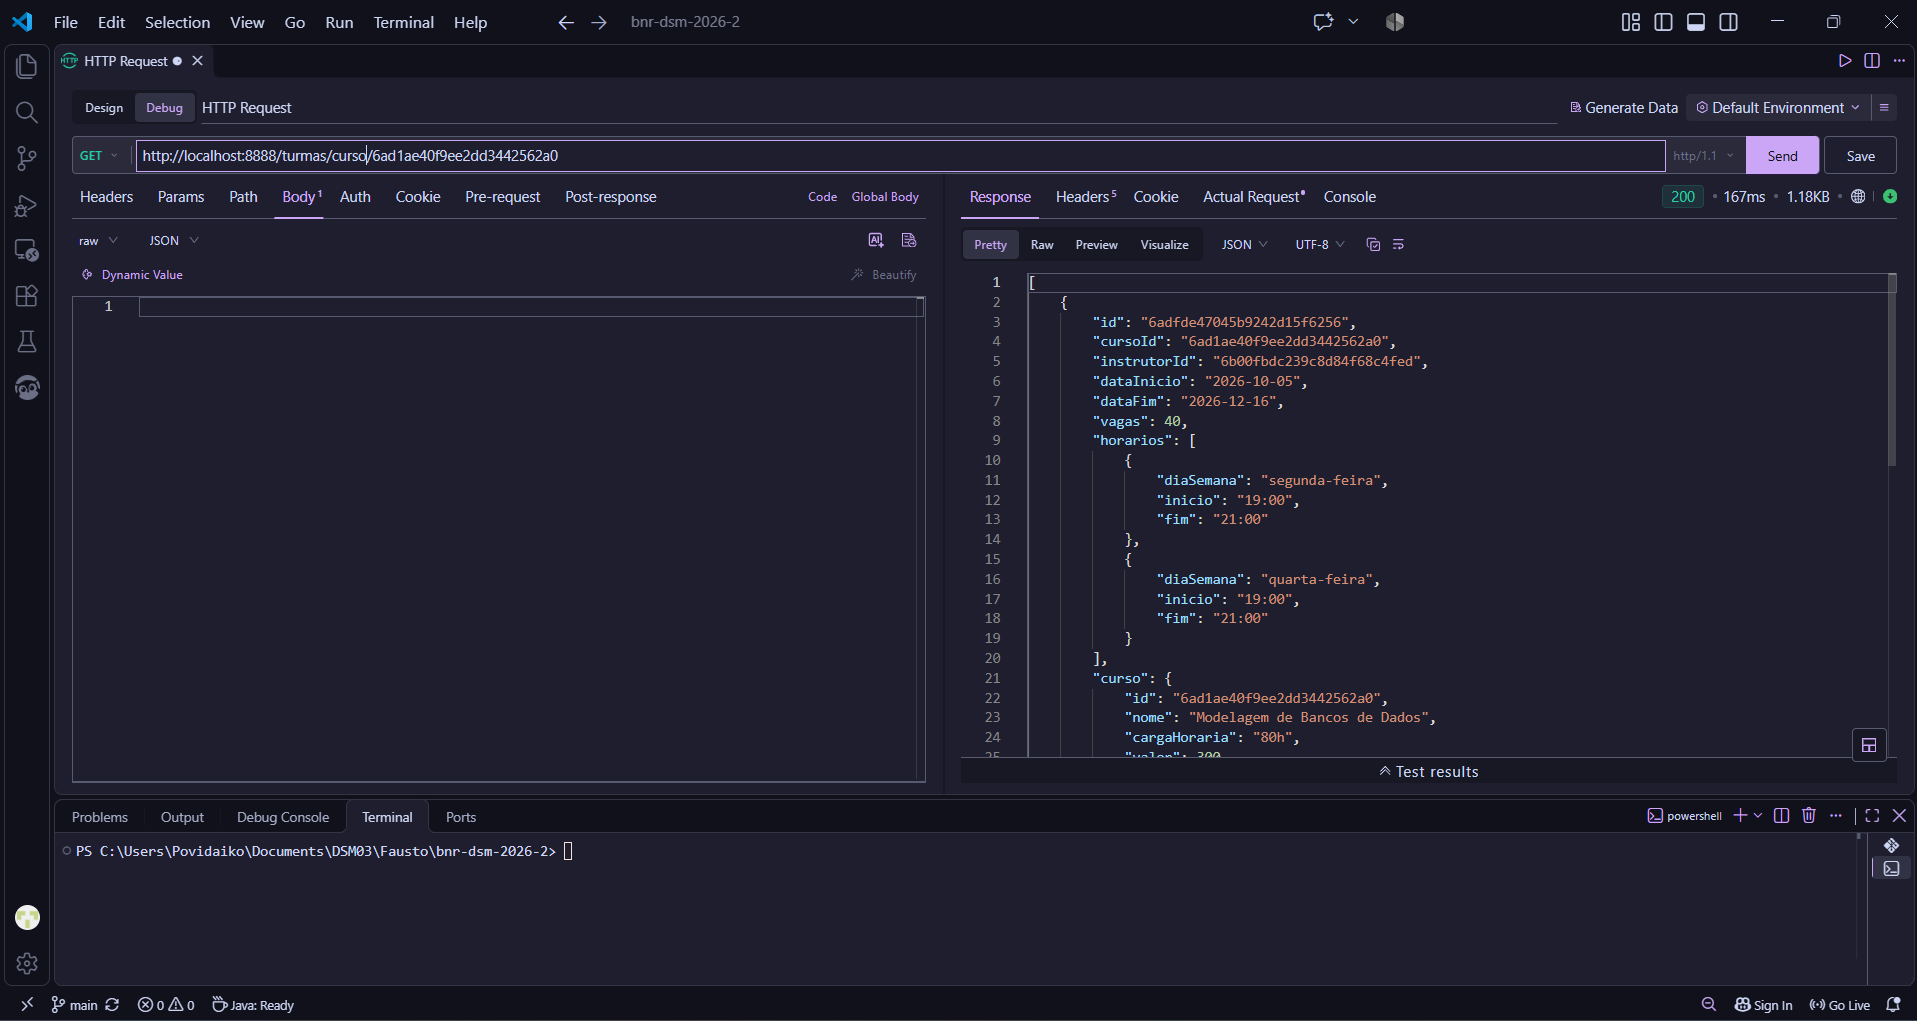 File Edit Selection View Go Run Terminal Help
bnr-dsm-2026-2
HTTP HTTP Request
Design Debug HTTP Request
Generate Data Default Environment
GET http://localhost:8888/turmas/curso/6ad1ae40f9ee2dd3442562a0 http/1.1 Send Save
Headers Params Path Body 1 Auth Cookie Pre-request Post-response Code Global Body
raw JSON
AI
Dynamic Value Beautify
1
Response Headers 5 Cookie Actual Request Console 200 • 167ms • 1.18KB
Pretty Raw Preview Visualize JSON UTF-8
1 [
2 {
3 "id": "6adfde47045b9242d15f6256",
4 "cursoId": "6ad1ae40f9ee2dd3442562a0",
5 "instrutorId": "6b00fbdc239c8d84f68c4fed",
6 "dataInicio": "2026-10-05",
7 "dataFim": "2026-12-16",
8 "vagas": 40,
9 "horarios": [
10 {
11 "diaSemana": "segunda-feira",
12 "inicio": "19:00",
13 "fim": "21:00"
14 },
15 {
16 "diaSemana": "quarta-feira",
17 "inicio": "19:00",
18 "fim": "21:00"
19 }
20 ],
21 "curso": {
22 "id": "6ad1ae40f9ee2dd3442562a0",
23 "nome": "Modelagem de Bancos de Dados",
24 "cargaHoraria": "80h",
25 "valor": 300
Test results
Problems Output Debug Console Terminal Ports
powershell
PS C:\Users\Povidaiko\Documents\DSM03\Fausto\bnr-dsm-2026-2>
main 0 0 Java: Ready
Sign In Go Live